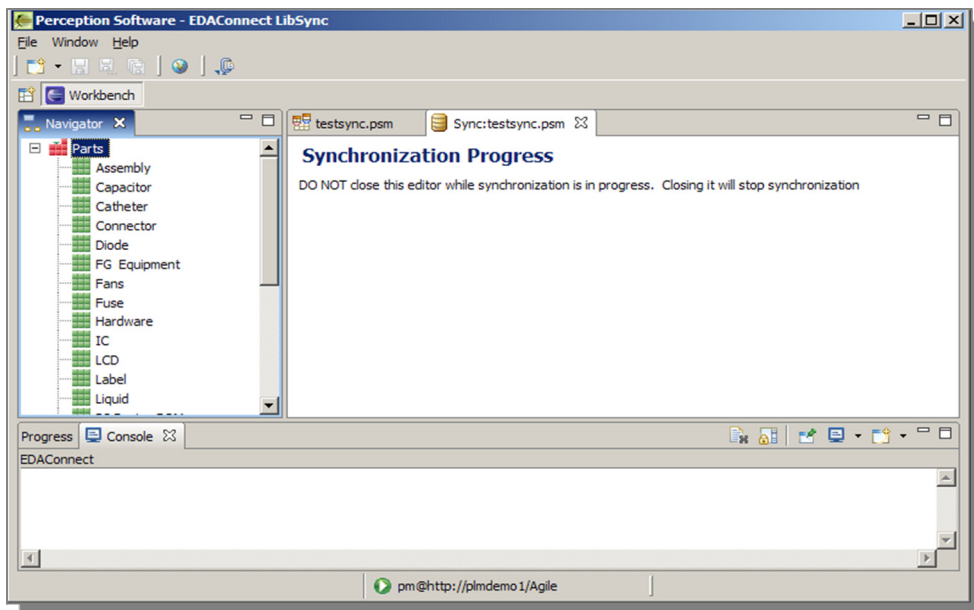 Perception Software - EDAConnect LibSync
File Window Help
Workbench
Navigator
testsync.psm
Sync:testsync.psm
Parts
Assembly
Capacitor
Catheter
Connector
Diode
FG Equipment
Fans
Fuse
Hardware
IC
LCD
Label
Liquid
Synchronization Progress
DO NOT close this editor while synchronization is in progress. Closing it will stop synchronization
Progress Console
EDAConnect
pm@http://plmdemo1/Agile